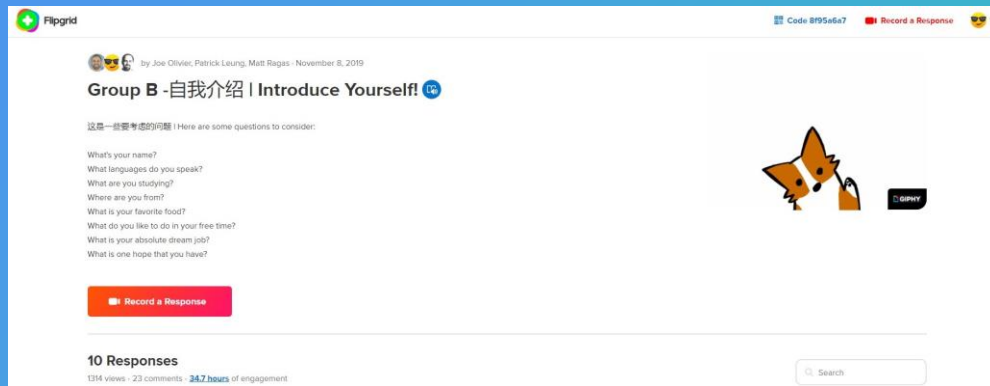 Flipgrid
Code 8f95a6a7
Record a Response
by Joe Olivier, Patrick Leung, Matt Ragas - November 8, 2019
Group B -自我介绍 | Introduce Yourself!
这是一些要考虑的问题 | Here are some questions to consider:
What's your name?
What languages do you speak?
What are you studying?
Where are you from?
What is your favorite food?
What do you like to do in your free time?
What is your absolute dream job?
What is one hope that you have?
GIPHY
Record a Response
10 Responses
1314 views - 23 comments - 34.7 hours of engagement
Search